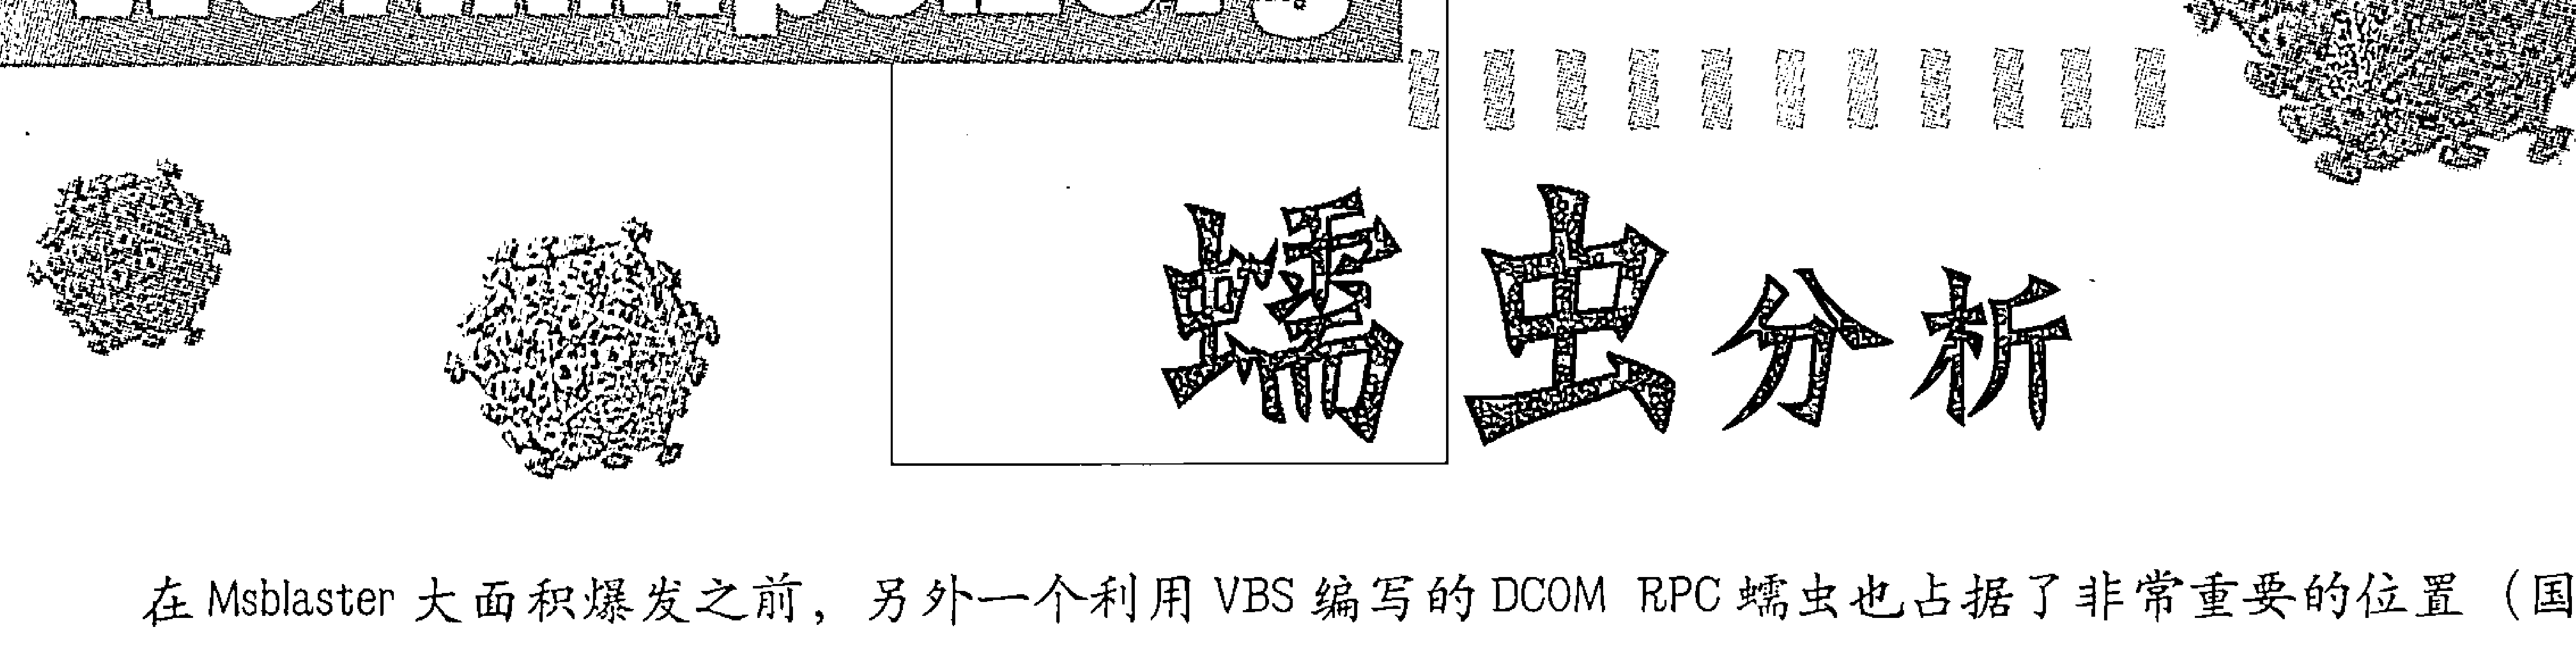 蠕虫分析
在Msblaster大面积爆发之前，另外一个利用VBS编写的DCOM RPC蠕虫也占据了非常重要的位置（国